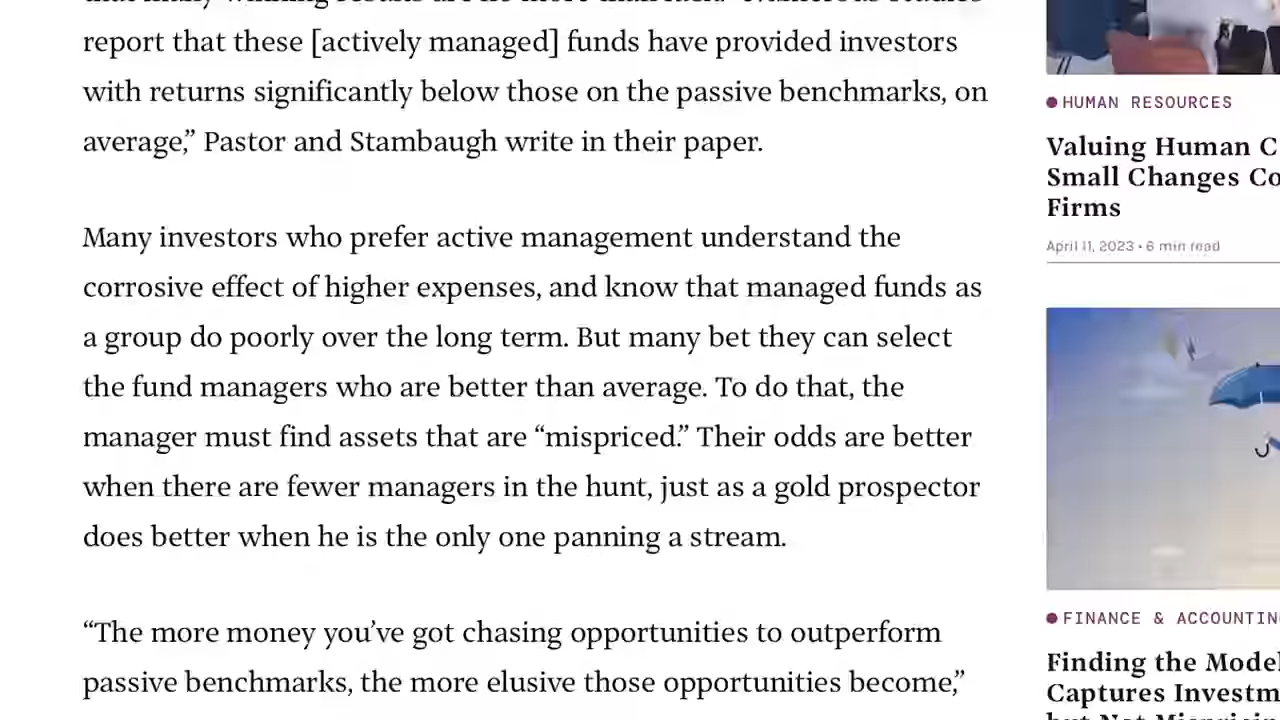 report that these [actively managed] funds have provided investors
with returns significantly below those on the passive benchmarks, on
average,” Pastor and Stambaugh write in their paper.
Many investors who prefer active management understand the
corrosive effect of higher expenses, and know that managed funds as
a group do poorly over the long term. But many bet they can select
the fund managers who are better than average. To do that, the
manager must find assets that are “mispriced.” Their odds are better
when there are fewer managers in the hunt, just as a gold prospector
does better when he is the only one panning a stream.
“The more money you’ve got chasing opportunities to outperform
passive benchmarks, the more elusive those opportunities become,”
HUMAN RESOURCES
Valuing Human C
Small Changes Co
Firms
April 11, 2023 • 6 min read
FINANCE & ACCOUNTING
Finding the Model
Captures Investm